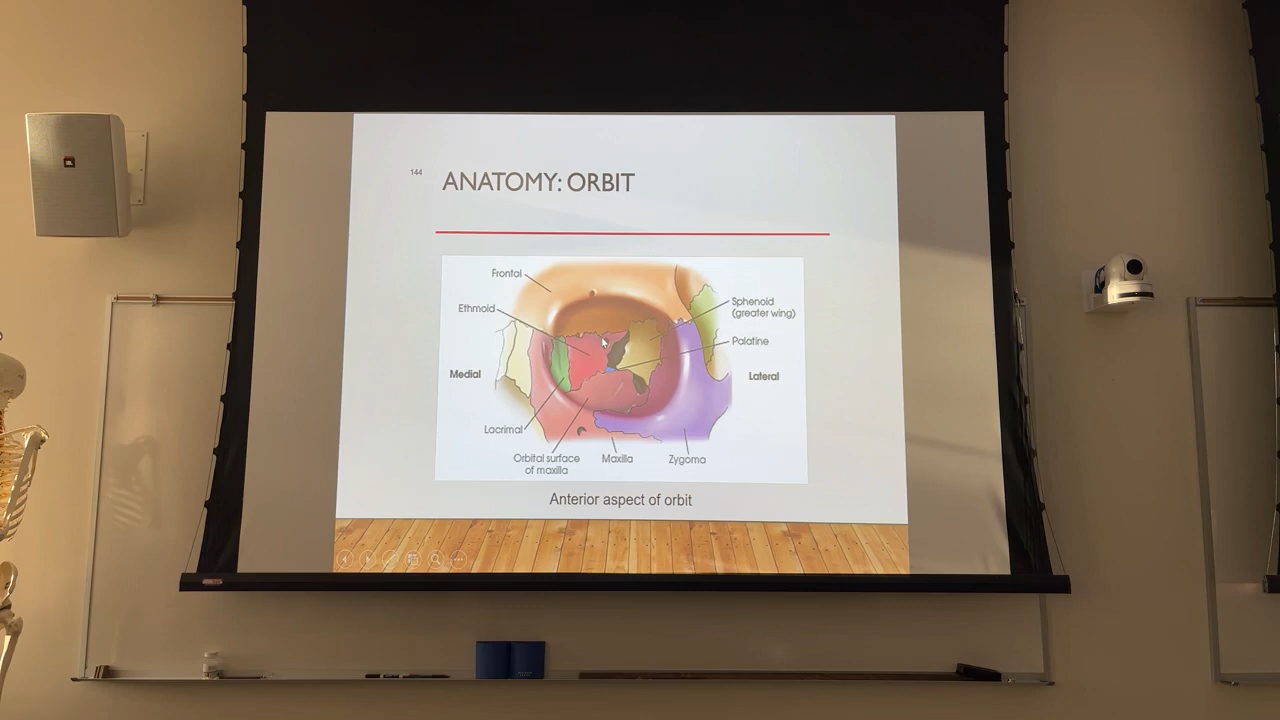 144
ANATOMY: ORBIT
Frontal
Ethmoid
Sphenoid
(greater wing)
Palatine
Medial
Lateral
Lacrimal
Orbital surface
of maxilla
Maxilla
Zygoma
Anterior aspect of orbit
JBL